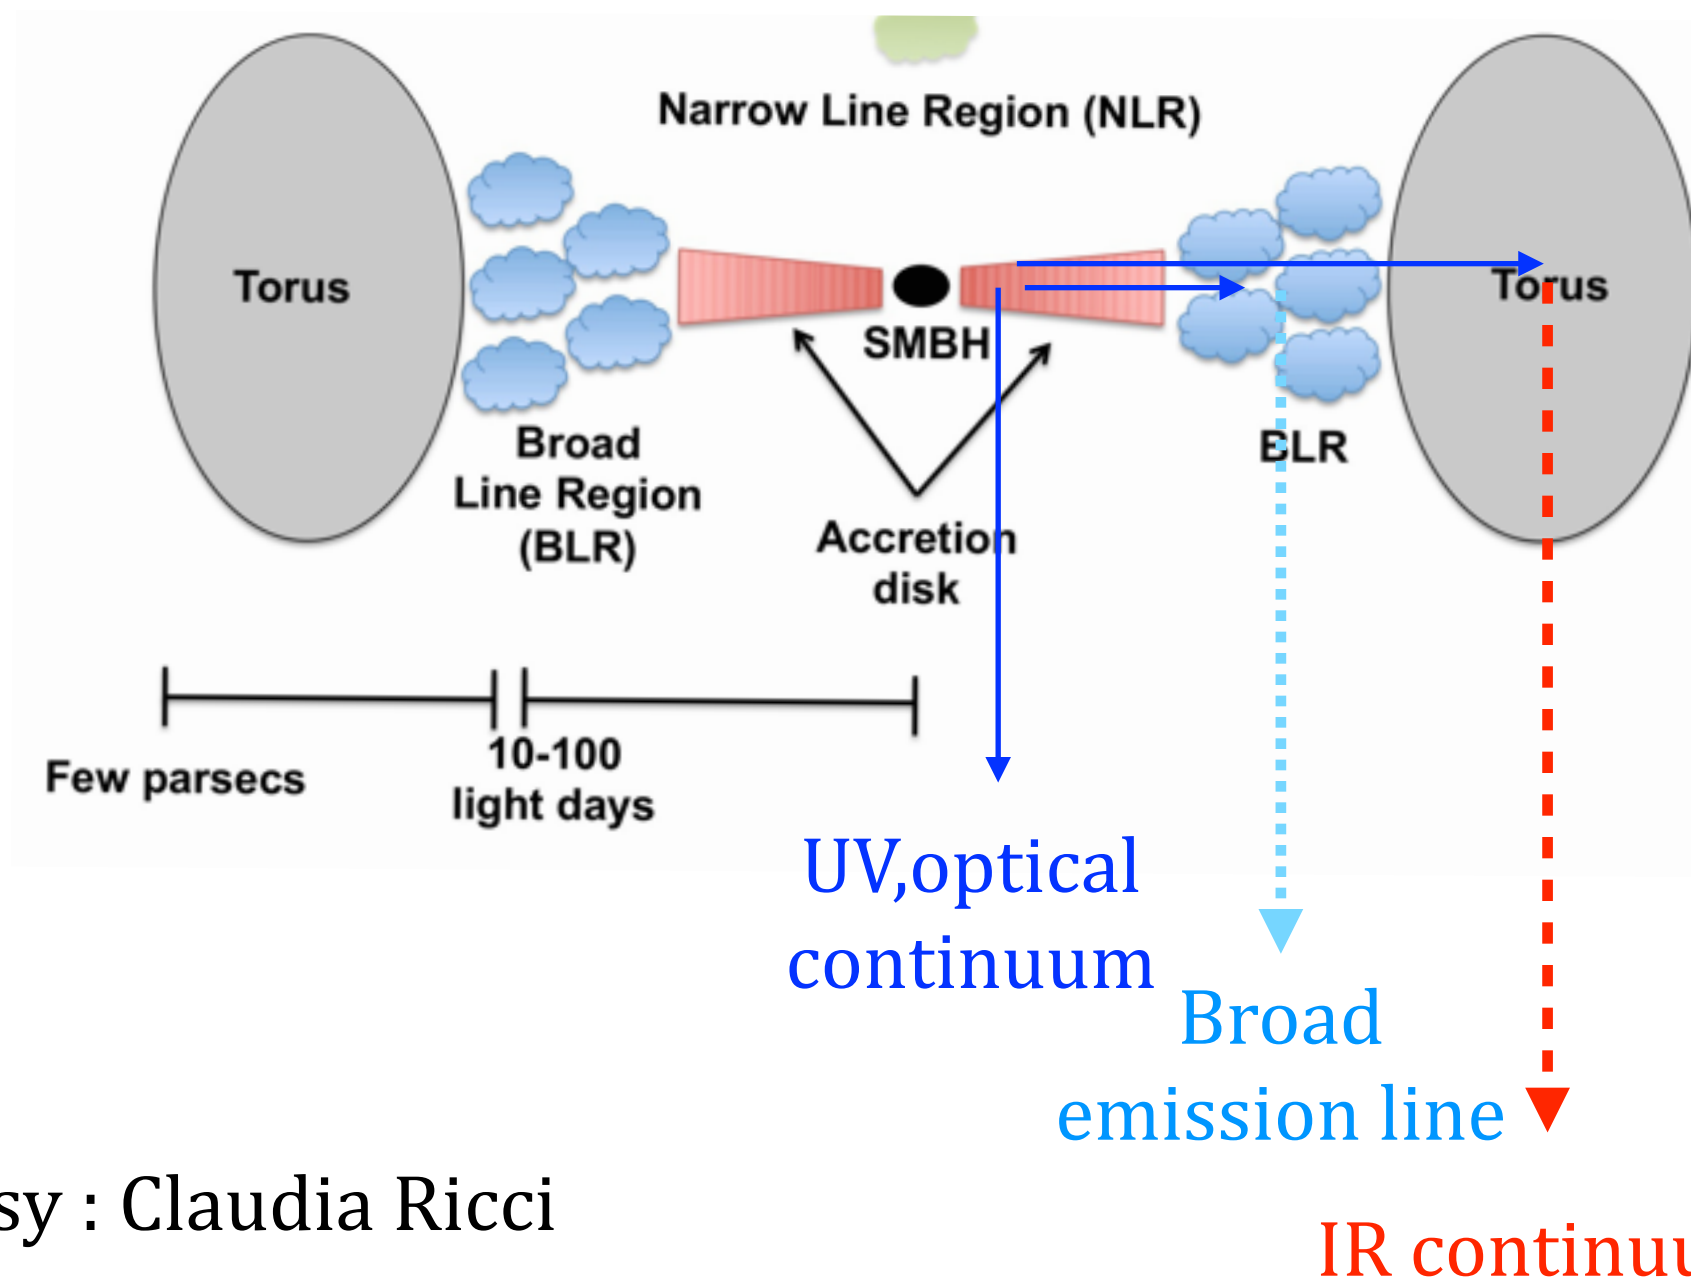 Narrow Line Region (NLR)
Torus
SMBH
Torus
Broad
Line Region
(BLR)
BLR
Accretion
disk
Few parsecs
10-100
light days
UV,optical
continuum
Broad
emission line
sy : Claudia Ricci
IR continuu